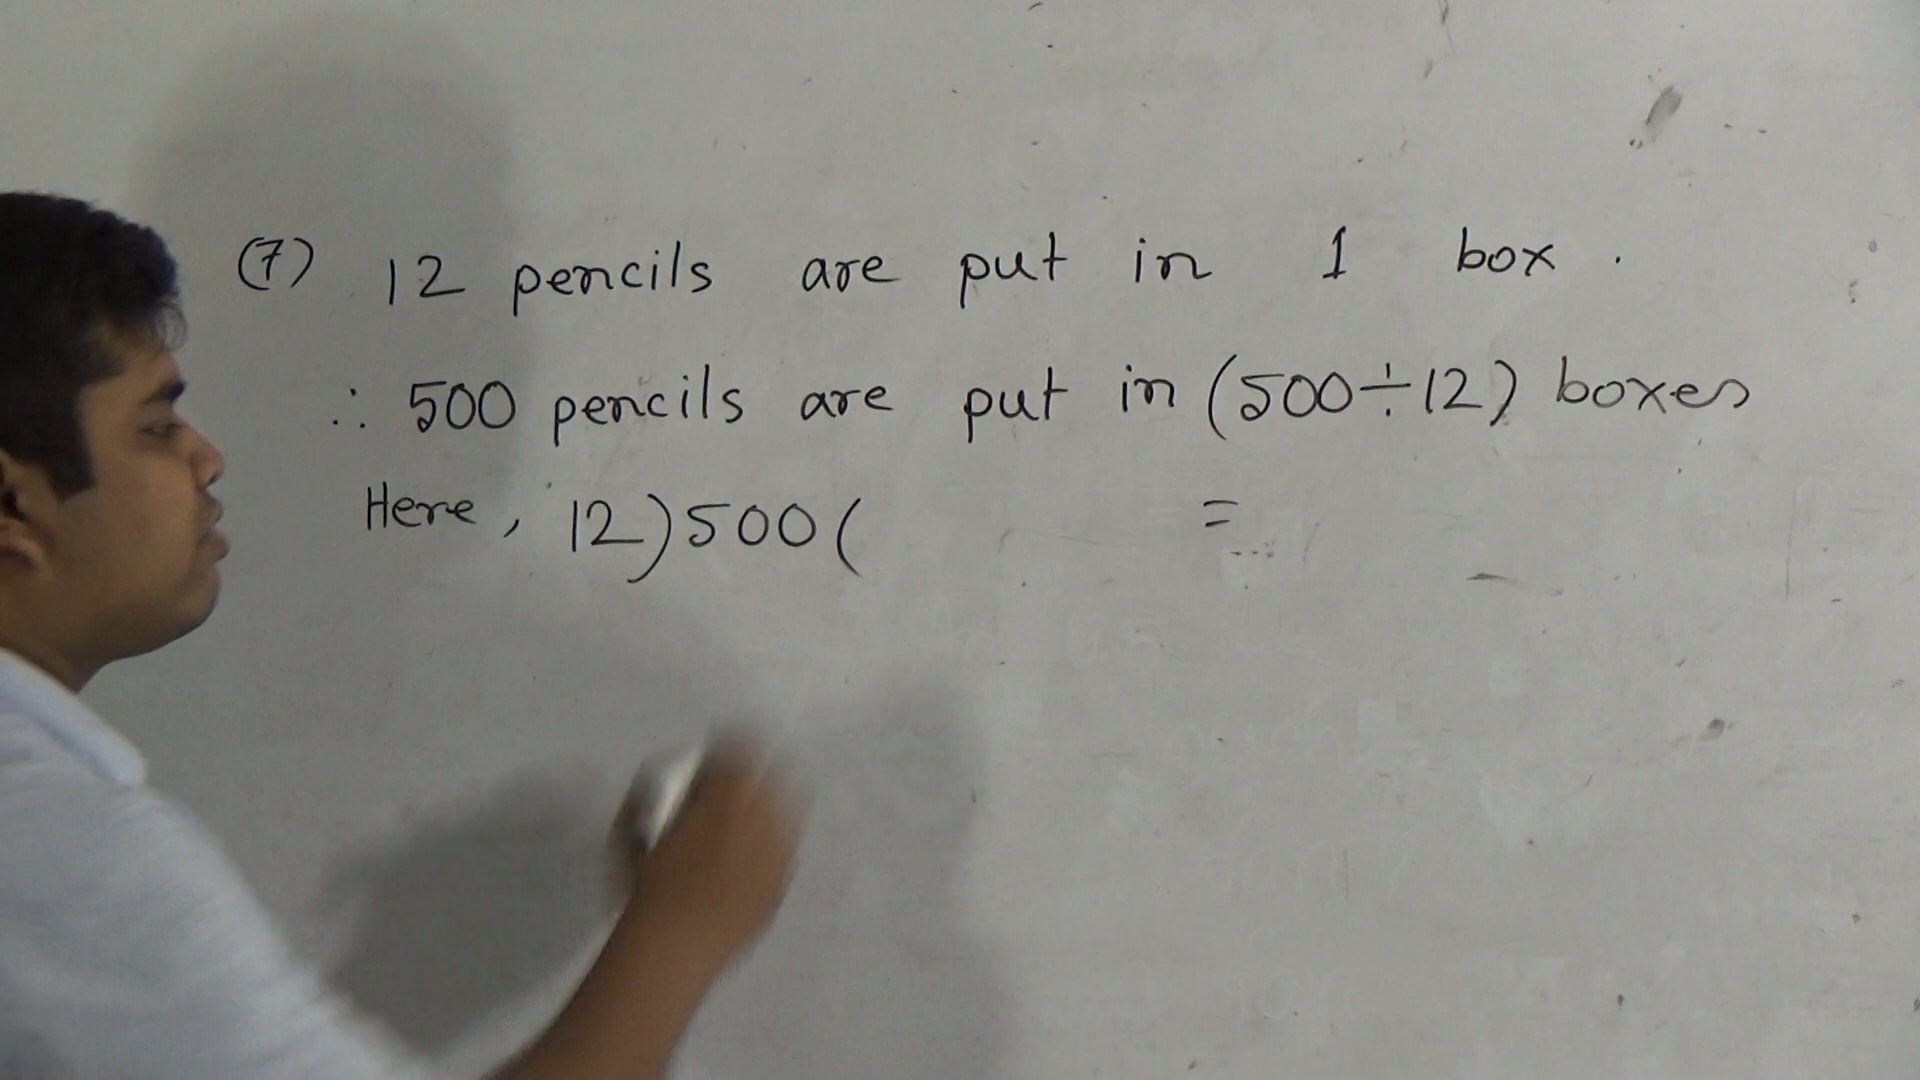 (7) 12 pencils are put in 1 box .
∴ 500 pencils are put in (500÷12) boxes
Here , 12)500( =